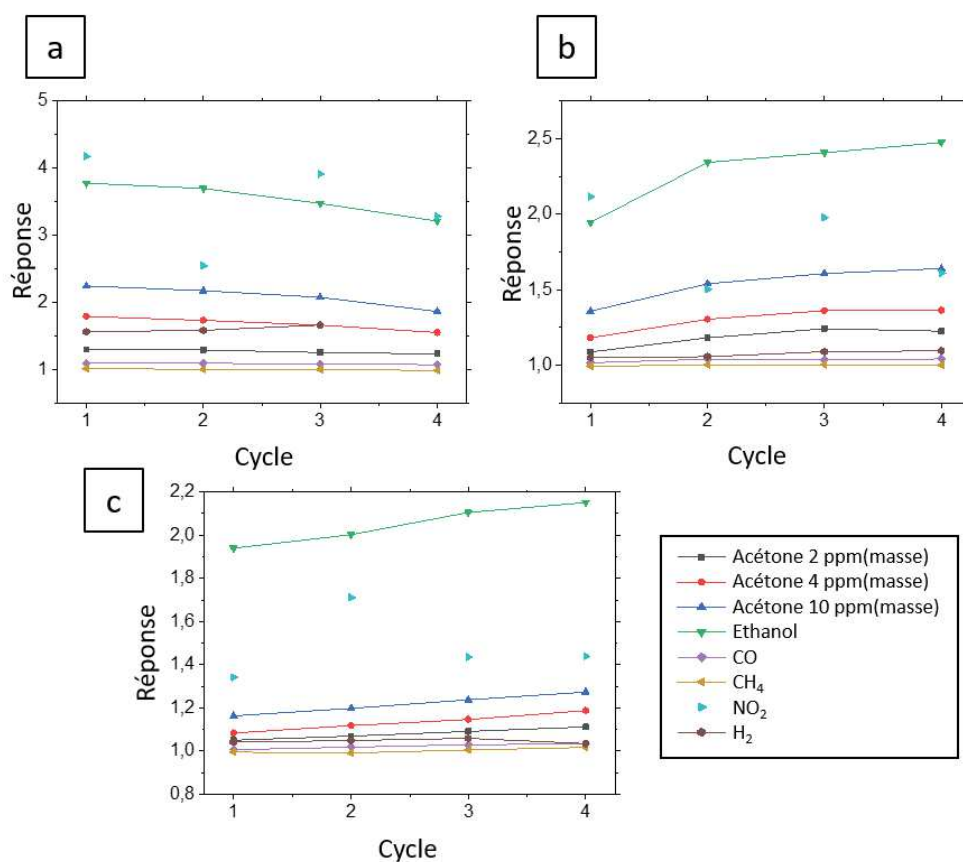 a
5
4
3
2
1
Réponse
1 2 3 4
Cycle
b
2,5
2,0
1,5
1,0
Réponse
1 2 3 4
Cycle
c
2,2
2,0
1,8
1,6
1,4
1,2
1,0
0,8
Réponse
1 2 3 4
Cycle
Acétone 2 ppm(masse)
Acétone 4 ppm(masse)
Acétone 10 ppm(masse)
Ethanol
CO
CH₄
NO₂
H₂